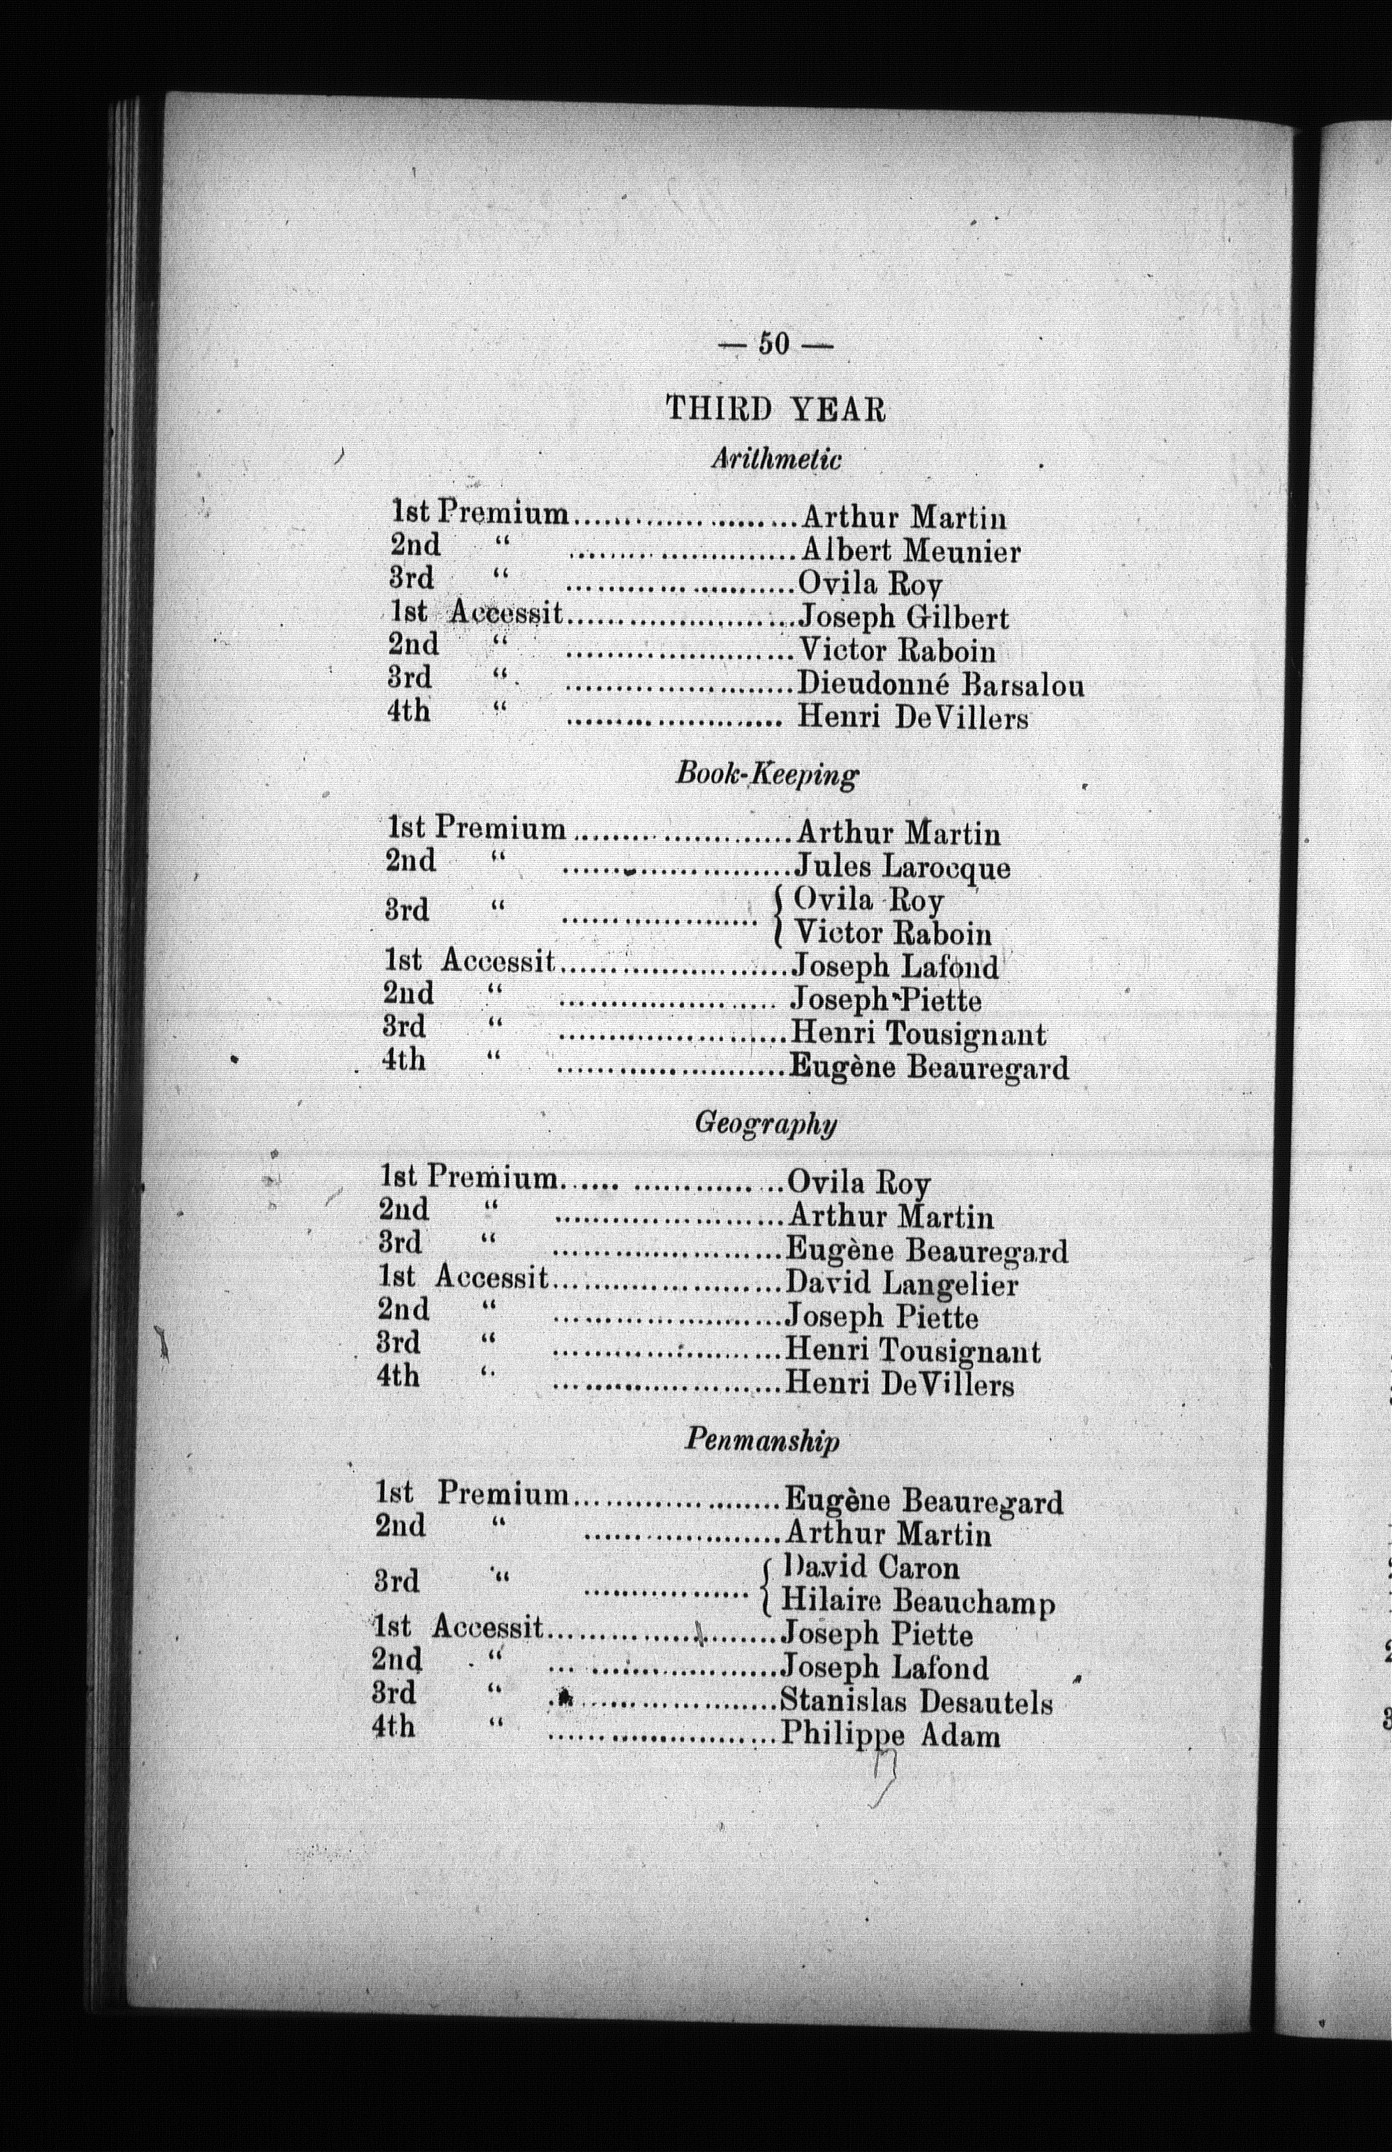 — 50 —
THIRD YEAR
Arithmetic
1st Premium........................Arthur Martin
2nd “ ........................Albert Meunier
3rd “ ........................Ovila Roy
1st Accessit........................Joseph Gilbert
2nd “ ........................Victor Raboin
3rd “ ........................Dieudonné Barsalou
4th “ ........................ Henri DeVillers
Book-Keeping
1st Premium........................Arthur Martin
2nd “ ........................Jules Larocque
3rd “ ..................... { Ovila Roy
Victor Raboin
1st Accessit........................Joseph Lafond
2nd “ ........................ Joseph Piette
3rd “ ........................Henri Tousignant
4th “ ........................Eugène Beauregard
Geography
1st Premium........................Ovila Roy
2nd “ ........................Arthur Martin
3rd “ ........................Eugène Beauregard
1st Accessit........................David Langelier
2nd “ ........................Joseph Piette
3rd “ ........................Henri Tousignant
4th “ ........................Henri DeVillers
Penmanship
1st Premium........................Eugène Beauregard
2nd “ .....................Arthur Martin
3rd “ .................. { David Caron
Hilaire Beauchamp
1st Accessit........................Joseph Piette
2nd “ ........................Joseph Lafond
3rd “ ........................Stanislas Desautels
4th “ ........................Philippe Adam